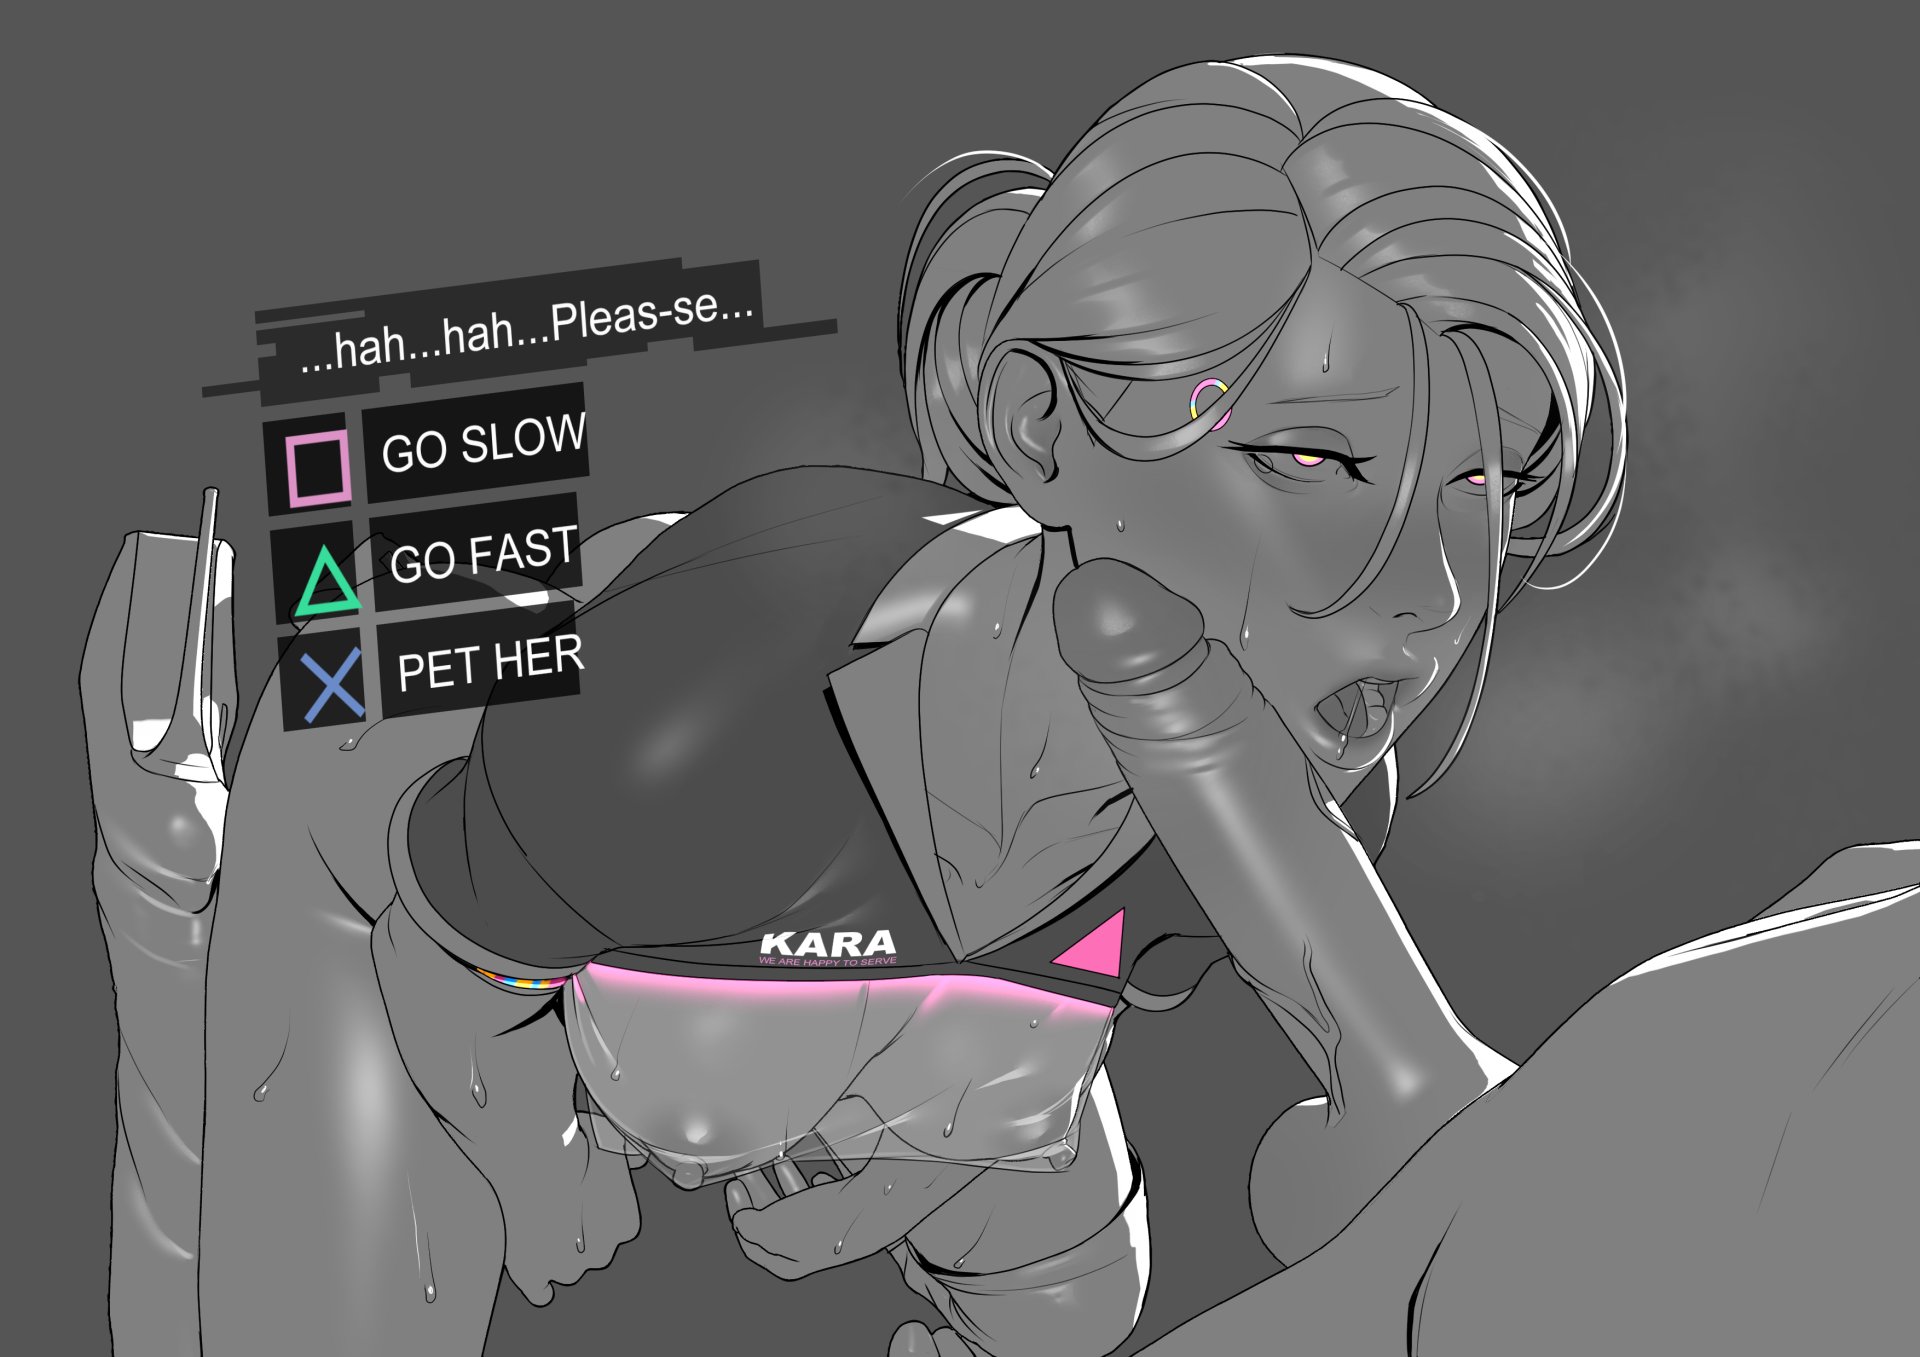 ...hah...hah...Pleas-se...
GO SLOW
GO FAST
PET HER
KARA
WE ARE HAPPY TO SERVE